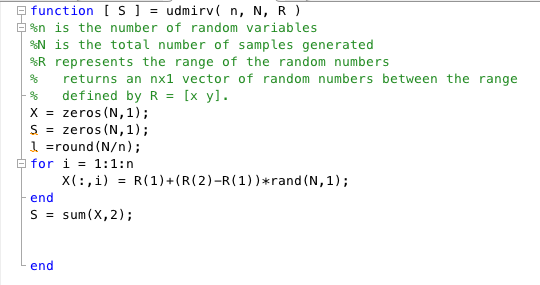 function [ S ] = udmirv( n, N, R )
%n is the number of random variables
%N is the total number of samples generated
%R represents the range of the random numbers
%   returns an nx1 vector of random numbers between the range
%   defined by R = [x y].
X = zeros(N,1);
S = zeros(N,1);
l =round(N/n);
for i = 1:1:n
    X(:,i) = R(1)+(R(2)-R(1))*rand(N,1);
end
S = sum(X,2);
end